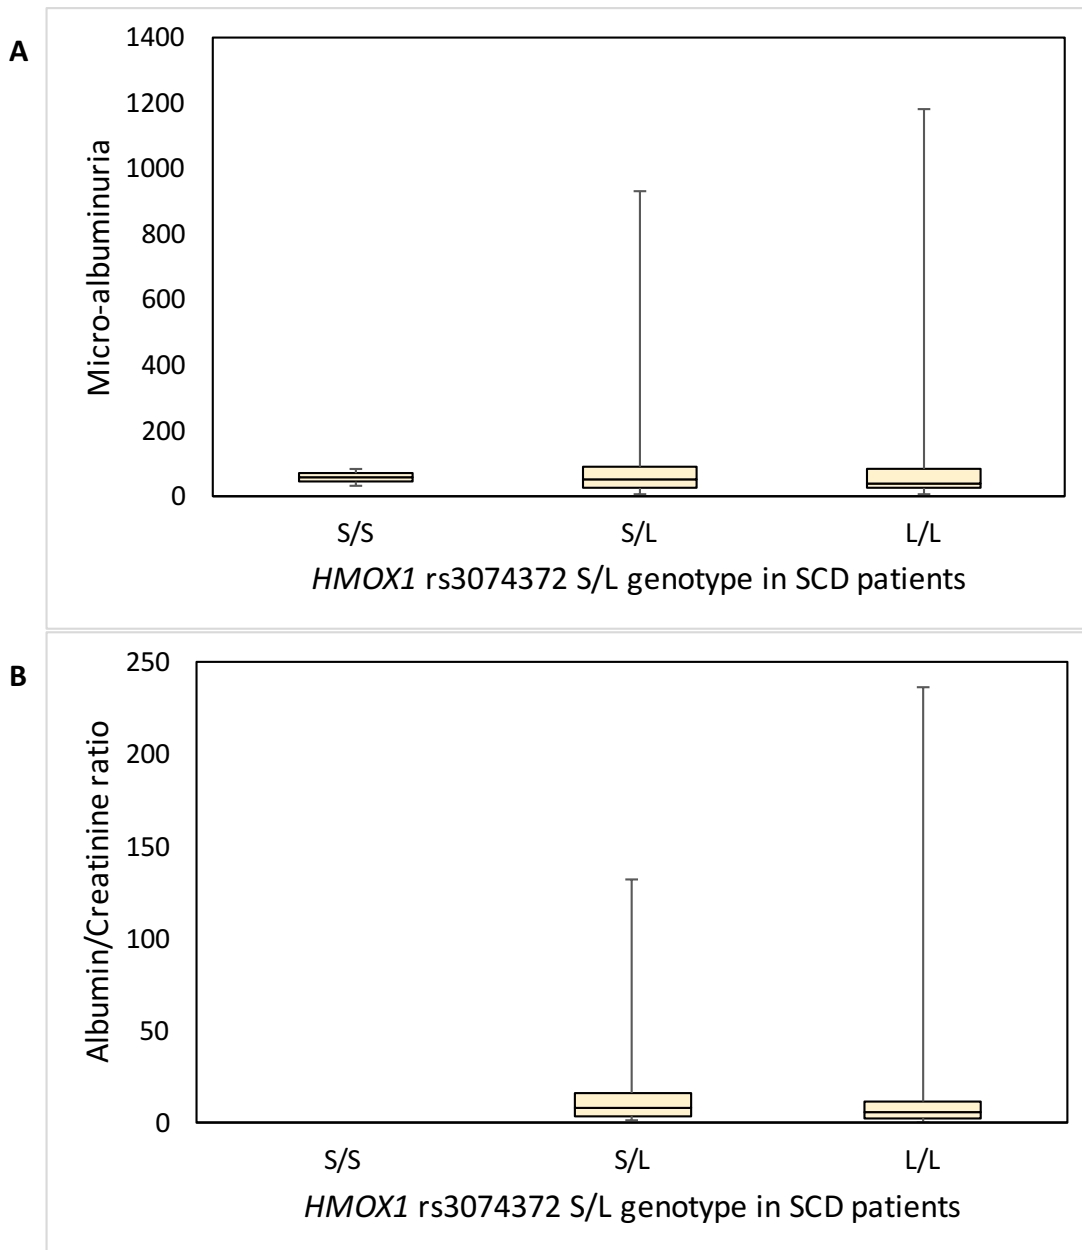 A
Micro-albuminuria
1400
1200
1000
800
600
400
200
0
S/S S/L L/L
HMOX1 rs3074372 S/L genotype in SCD patients
B
Albumin/Creatinine ratio
250
200
150
100
50
0
S/S S/L L/L
HMOX1 rs3074372 S/L genotype in SCD patients